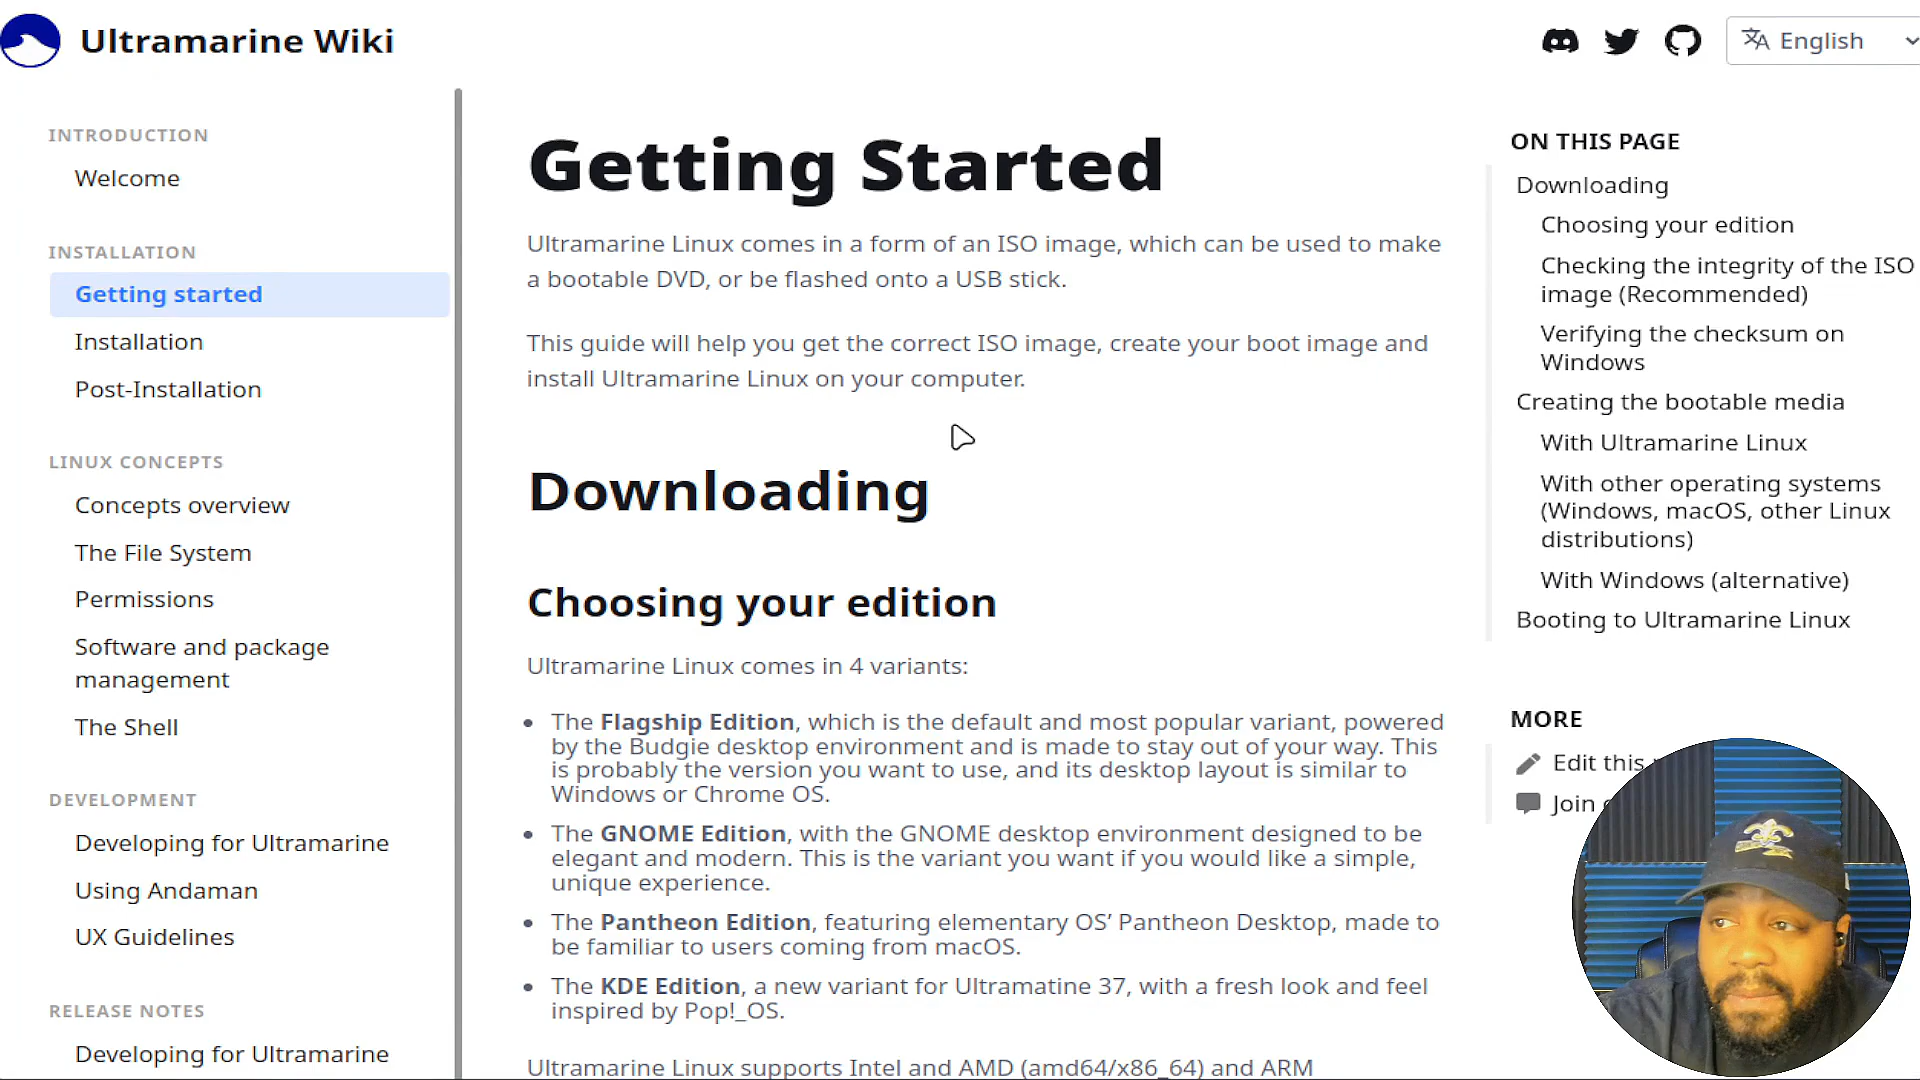 Ultramarine Wiki
English
INTRODUCTION
Welcome
INSTALLATION
Getting started
Installation
Post-Installation
LINUX CONCEPTS
Concepts overview
The File System
Permissions
Software and package
management
The Shell
DEVELOPMENT
Developing for Ultramarine
Using Andaman
UX Guidelines
RELEASE NOTES
Developing for Ultramarine
Getting Started
Ultramarine Linux comes in a form of an ISO image, which can be used to make
a bootable DVD, or be flashed onto a USB stick.
This guide will help you get the correct ISO image, create your boot image and
install Ultramarine Linux on your computer.
Downloading
Choosing your edition
Ultramarine Linux comes in 4 variants:
• The Flagship Edition, which is the default and most popular variant, powered
by the Budgie desktop environment and is made to stay out of your way. This
is probably the version you want to use, and its desktop layout is similar to
Windows or Chrome OS.
• The GNOME Edition, with the GNOME desktop environment designed to be
elegant and modern. This is the variant you want if you would like a simple,
unique experience.
• The Pantheon Edition, featuring elementary OS’ Pantheon Desktop, made to
be familiar to users coming from macOS.
• The KDE Edition, a new variant for Ultramatine 37, with a fresh look and feel
inspired by Pop!_OS.
Ultramarine Linux supports Intel and AMD (amd64/x86_64) and ARM
ON THIS PAGE
Downloading
Choosing your edition
Checking the integrity of the ISO
image (Recommended)
Verifying the checksum on
Windows
Creating the bootable media
With Ultramarine Linux
With other operating systems
(Windows, macOS, other Linux
distributions)
With Windows (alternative)
Booting to Ultramarine Linux
MORE
Edit this
Join